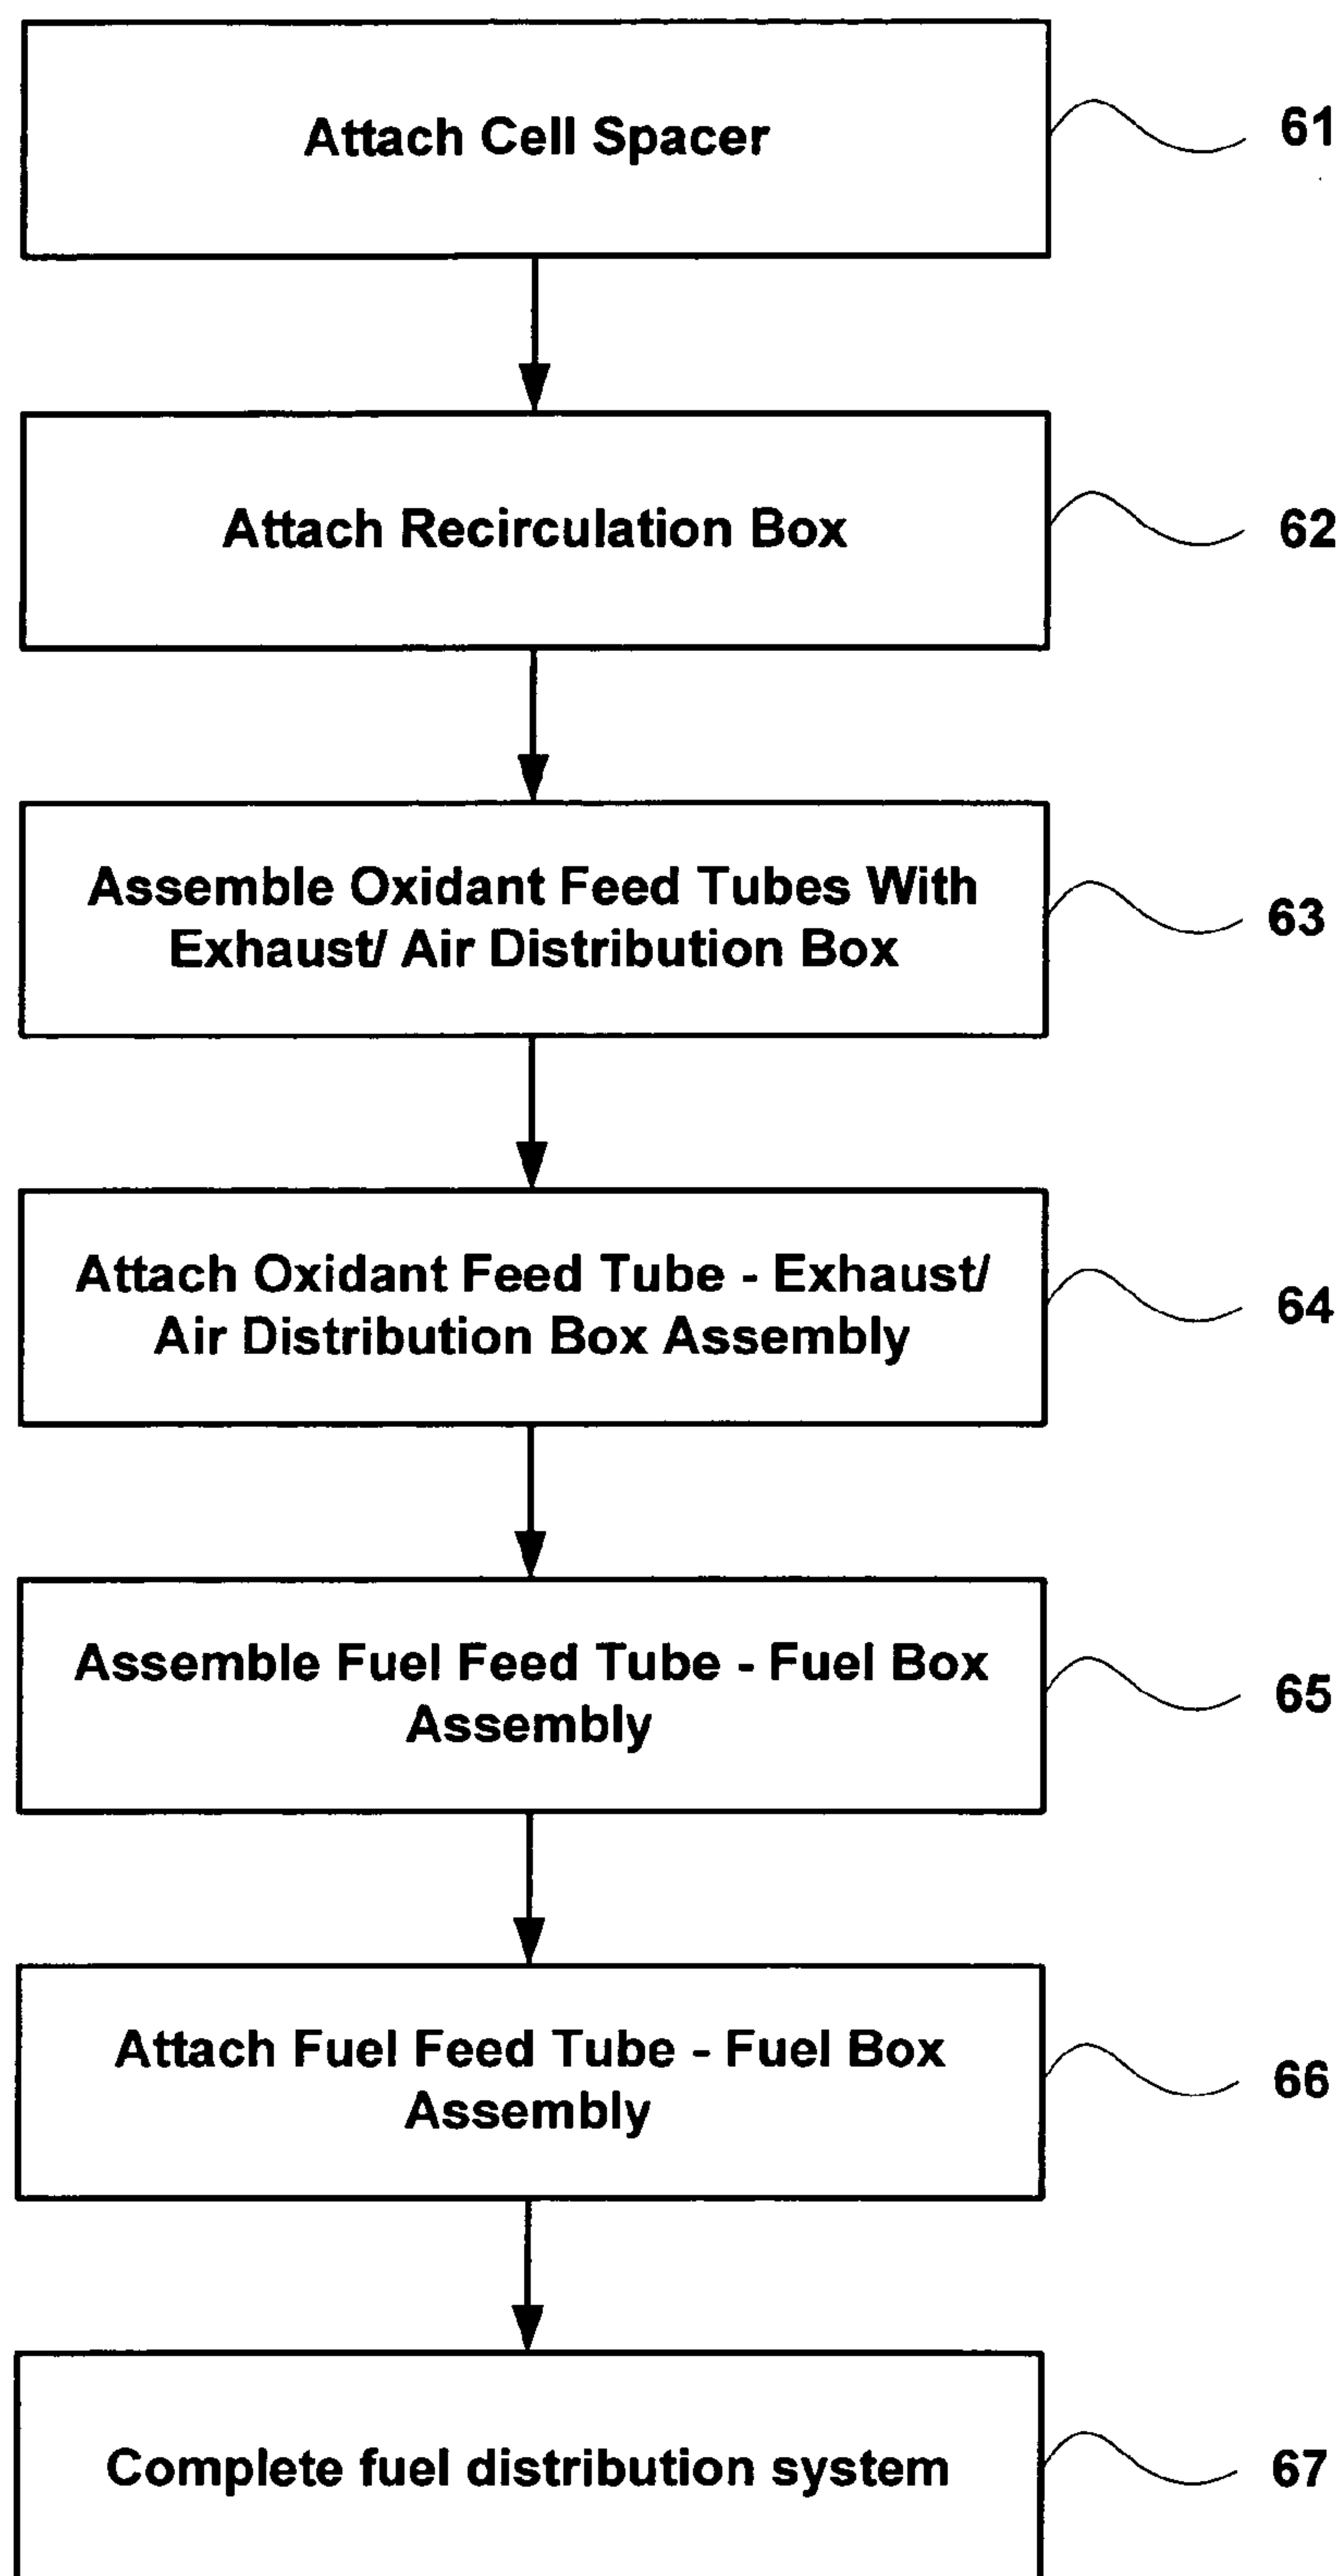 Attach Cell Spacer
61
Attach Recirculation Box
62
Assemble Oxidant Feed Tubes With
Exhaust/ Air Distribution Box
63
Attach Oxidant Feed Tube - Exhaust/
Air Distribution Box Assembly
64
Assemble Fuel Feed Tube - Fuel Box
Assembly
65
Attach Fuel Feed Tube - Fuel Box
Assembly
66
Complete fuel distribution system
67